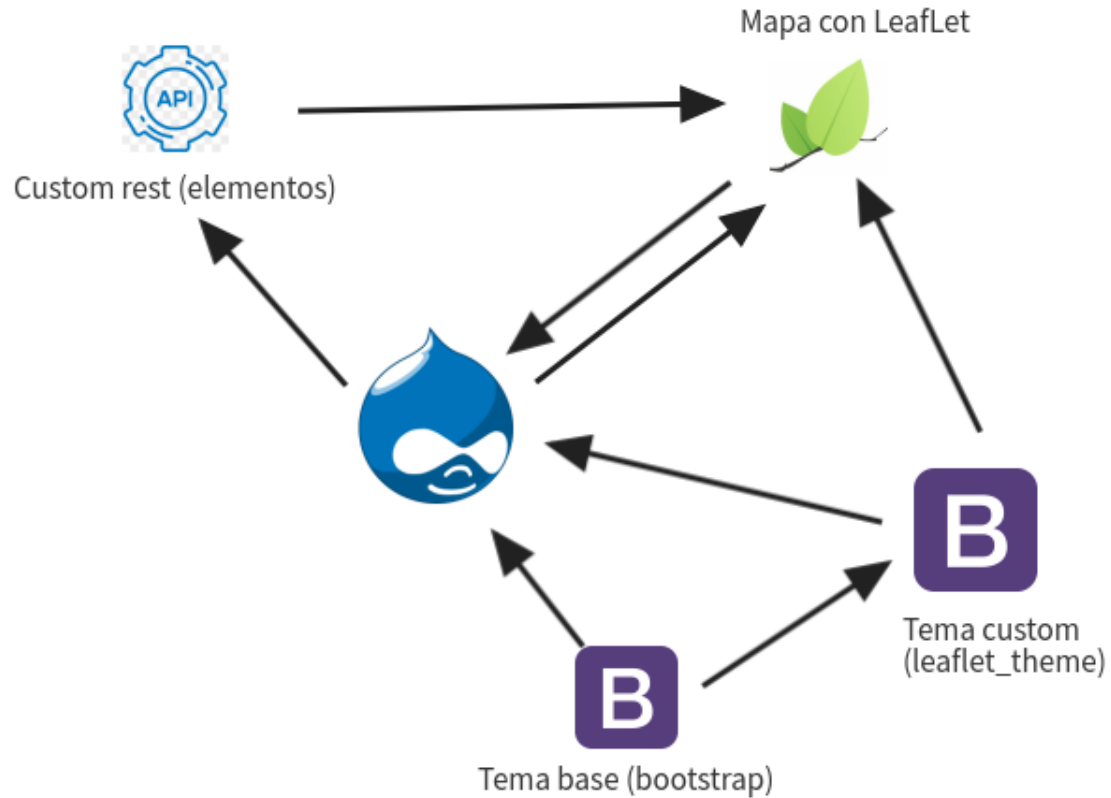 Mapa con LeafLet
API
Custom rest (elementos)
B
Tema custom
(leaflet_theme)
B
Tema base (bootstrap)